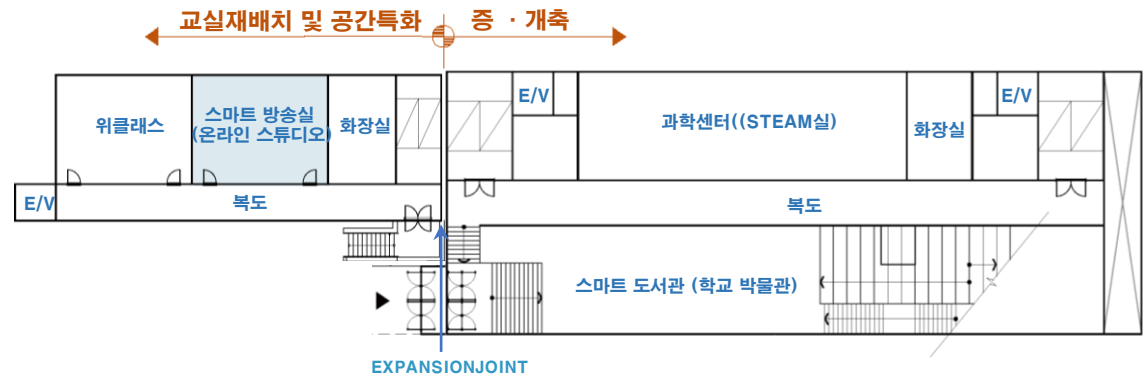 교실재배치 및 공간특화
증 · 개축
위클래스
스마트 방송실
(온라인 스튜디오)
화장실
E/V
과학센터((STEAM실)
화장실
E/V
E/V
복도
복도
스마트 도서관 (학교 박물관)
EXPANSIONJOINT